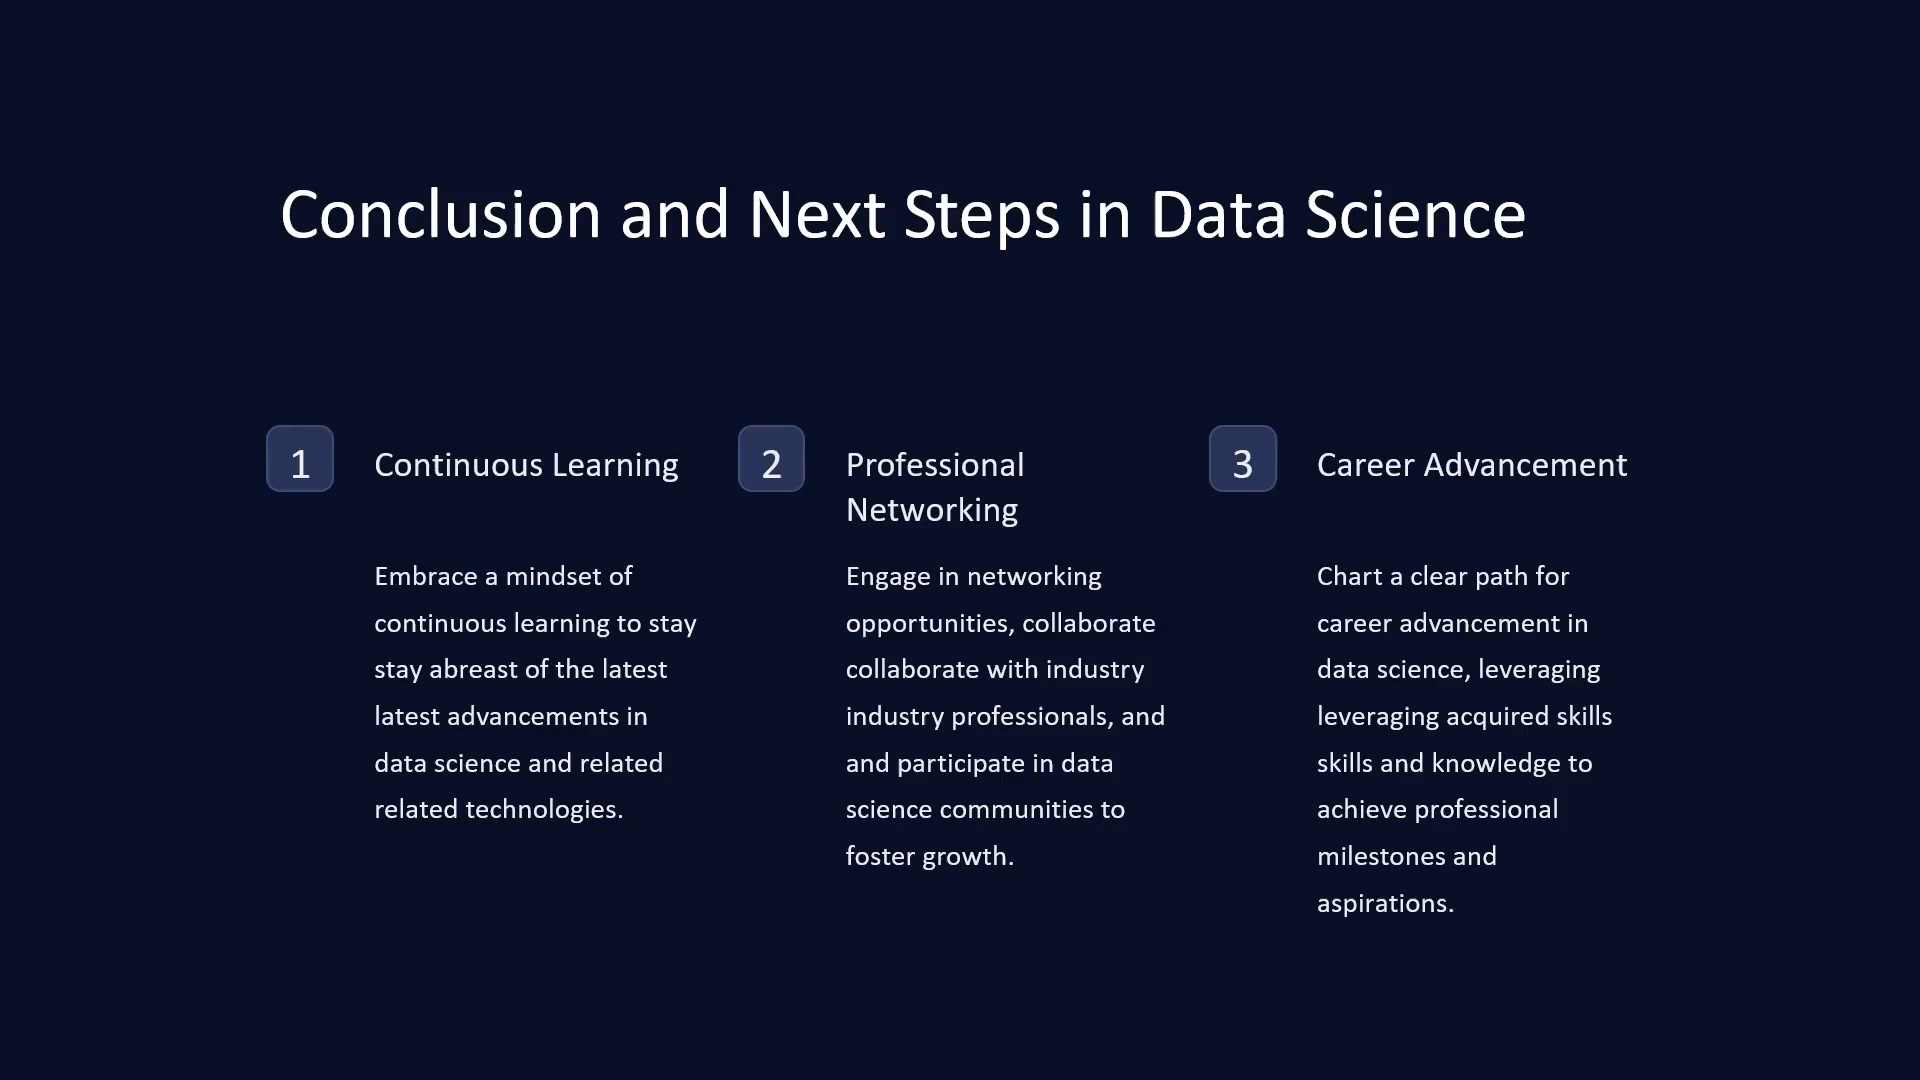 Conclusion and Next Steps in Data Science
1
Continuous Learning
Embrace a mindset of
continuous learning to stay
stay abreast of the latest
latest advancements in
data science and related
related technologies.
2
Professional
Networking
Engage in networking
opportunities, collaborate
collaborate with industry
industry professionals, and
and participate in data
science communities to
foster growth.
3
Career Advancement
Chart a clear path for
career advancement in
data science, leveraging
leveraging acquired skills
skills and knowledge to
achieve professional
milestones and
aspirations.